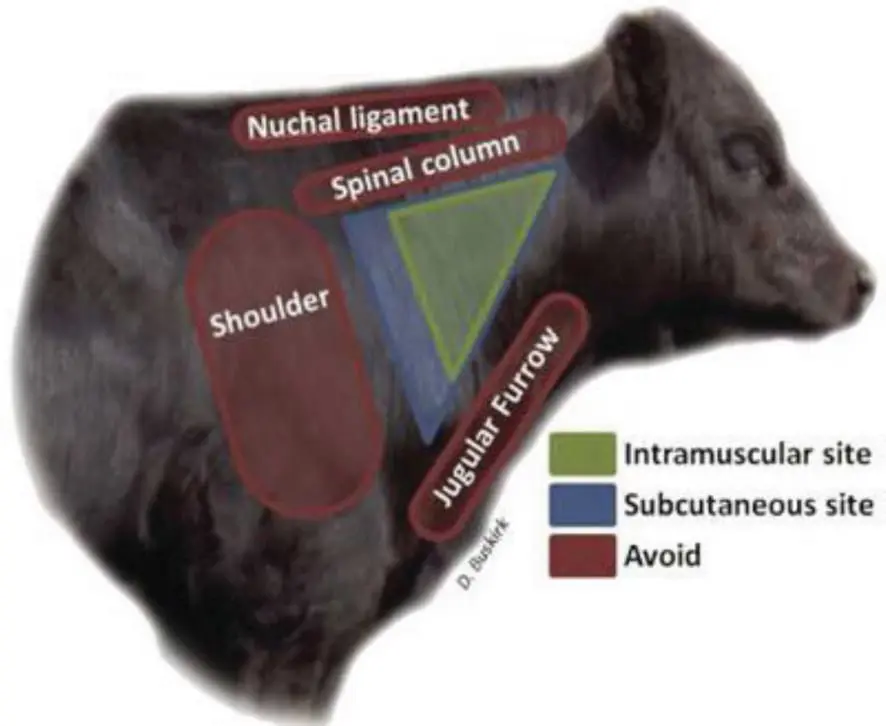 Nuchal ligament
Spinal column
Shoulder
Jugular Furrow
D. Buskirk
Intramuscular site
Subcutaneous site
Avoid